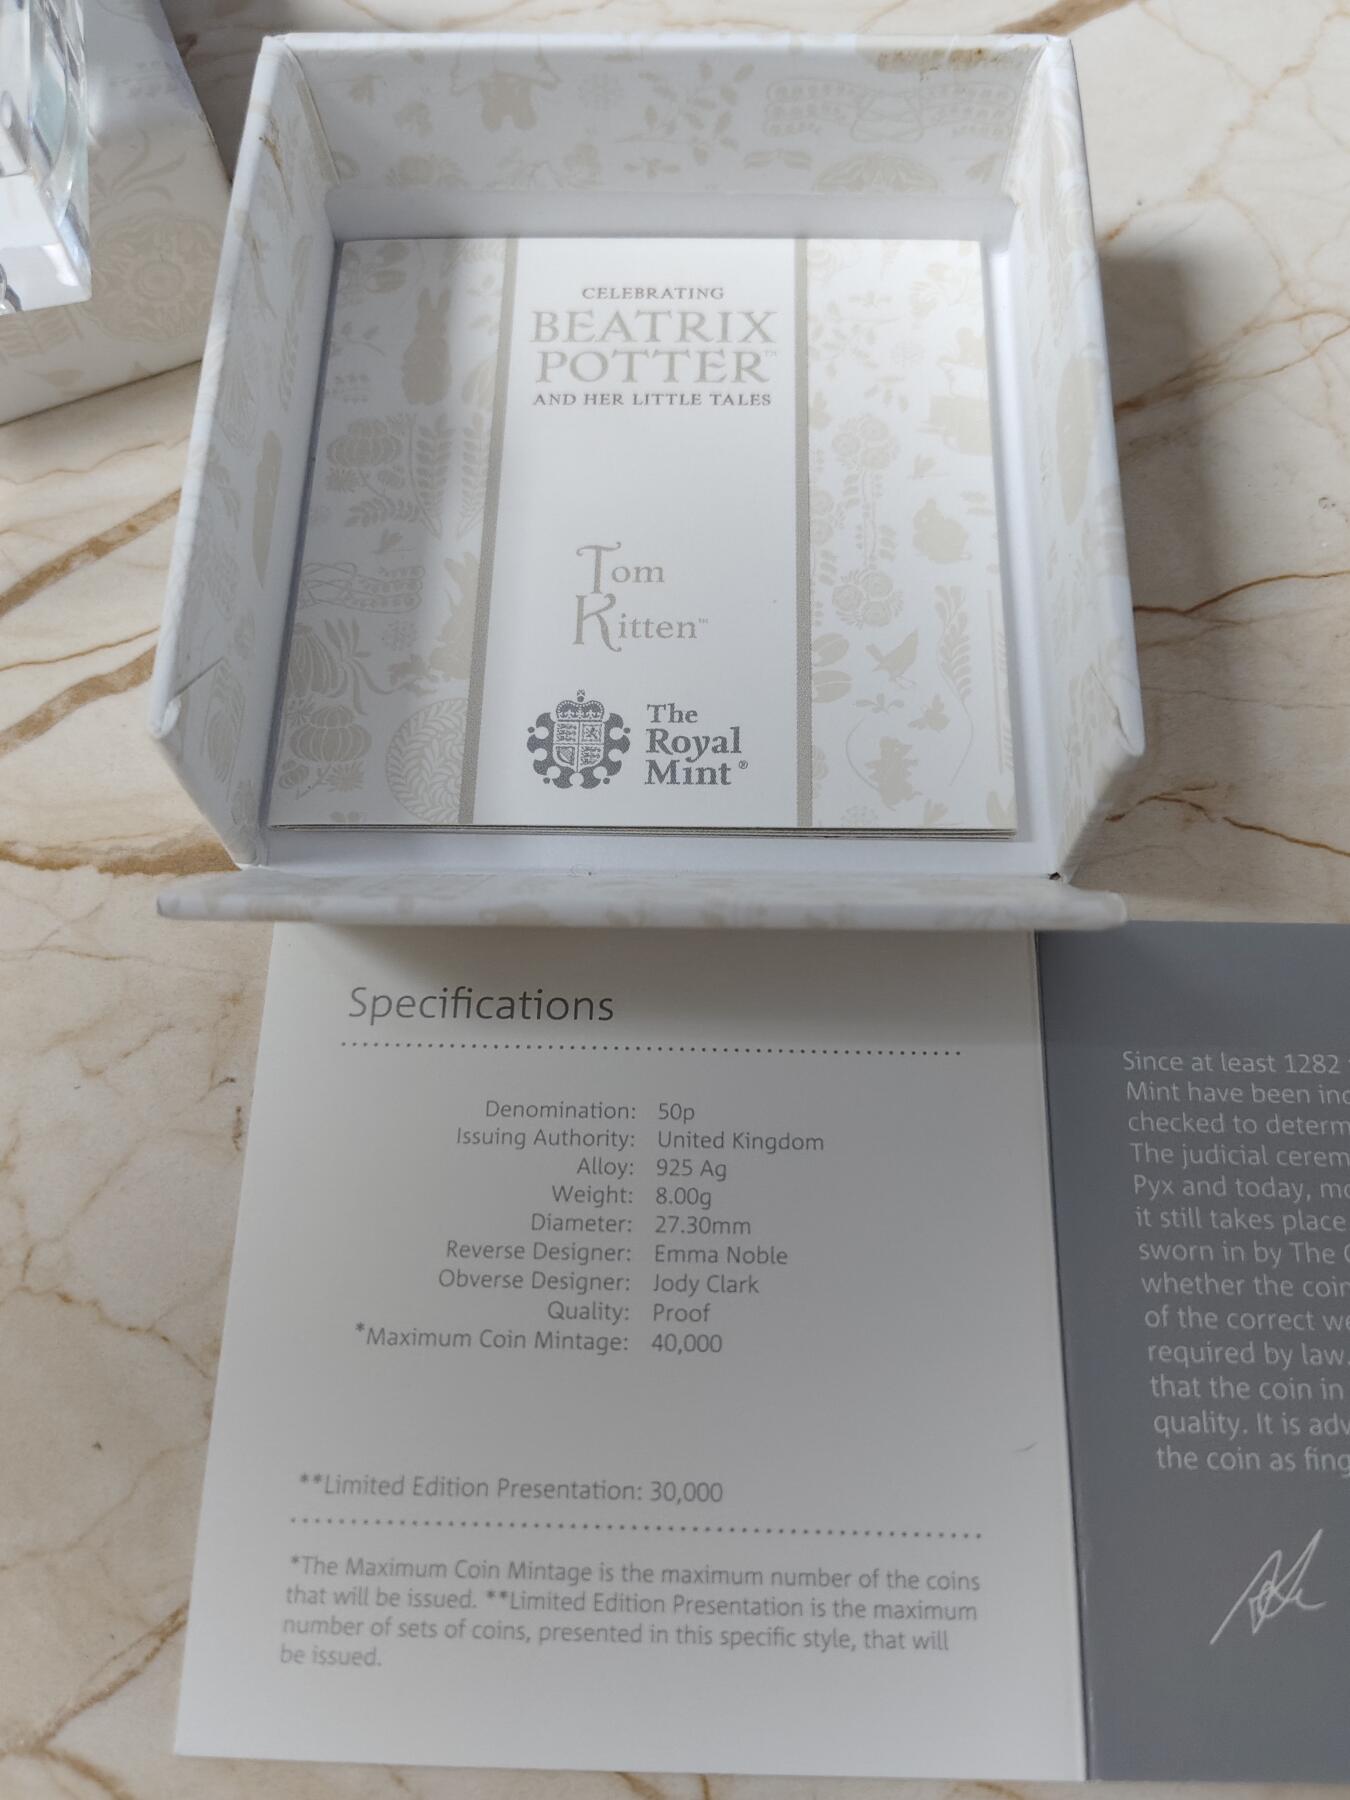 CELEBRATING
BEATRIX
POTTER™
AND HER LITTLE TALES
Tom
Kitten™
The
Royal
Mint®
Specifications
Denomination: 50p
Issuing Authority: United Kingdom
Alloy: 925 Ag
Weight: 8.00g
Diameter: 27.30mm
Reverse Designer: Emma Noble
Obverse Designer: Jody Clark
Quality: Proof
*Maximum Coin Mintage: 40,000
**Limited Edition Presentation: 30,000
*The Maximum Coin Mintage is the maximum number of the coins
that will be issued. **Limited Edition Presentation is the maximum
number of sets of coins, presented in this specific style, that will
be issued.
Since at least 1282
Mint have been
checked to
The judicial
Pyx and today,
it still takes place
sworn in by The
whether the
of the correct
required by law.
that the coin in
quality. It is
the coin as